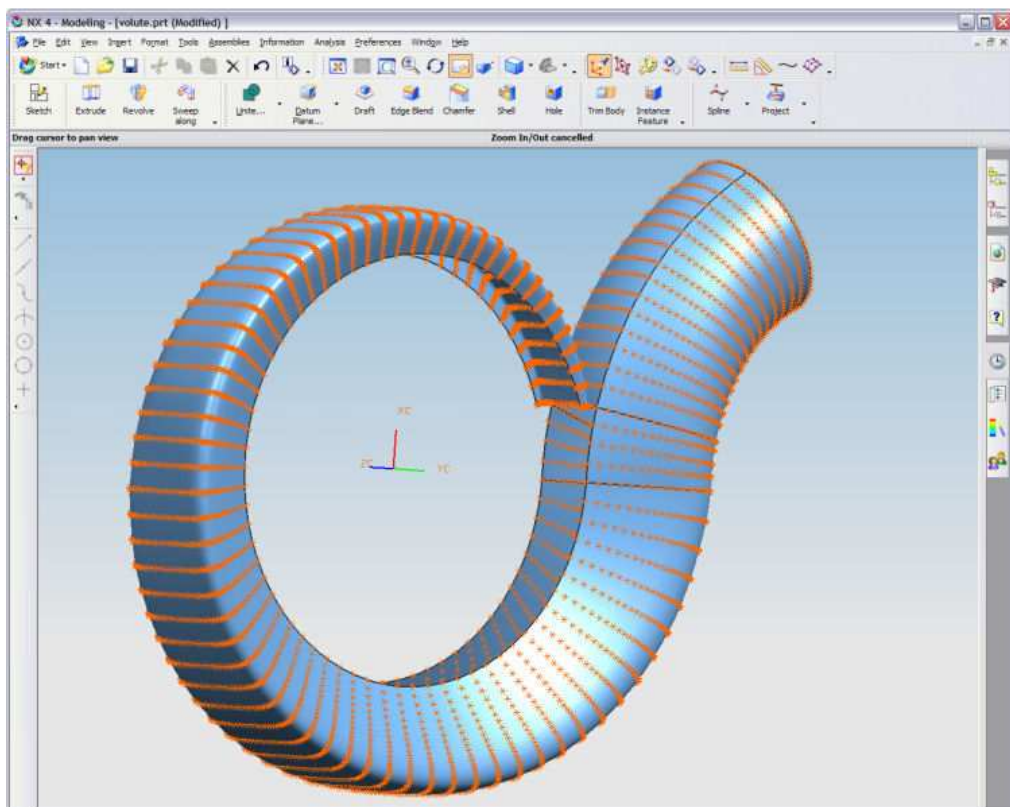 NX 4 - Modeling - [volute.prt (Modified) ]
File Edit View Insert Format Tools Assemblies Information Analysis Preferences Window Help
Start
Sketch Extrude Revolve Sweep along Unite... Datum Plane... Draft Edge Blend Chamfer Shell Hole Trim Body Instance Feature Spline Project
Drag cursor to pan view Zoom In/Out cancelled
XC
ZC YC